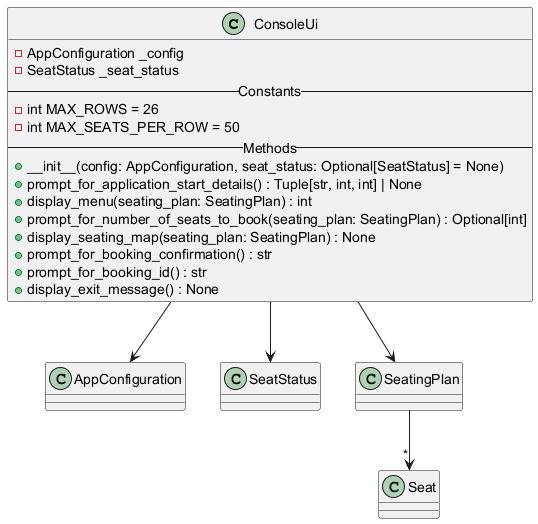 C ConsoleUi
AppConfiguration _config
SeatStatus _seat_status
Constants
int MAX_ROWS = 26
int MAX_SEATS_PER_ROW = 50
Methods
__init__(config: AppConfiguration, seat_status: Optional[SeatStatus] = None)
prompt_for_application_start_details() : Tuple[str, int, int] | None
display_menu(seating_plan: SeatingPlan) : int
prompt_for_number_of_seats_to_book(seating_plan: SeatingPlan) : Optional[int]
display_seating_map(seating_plan: SeatingPlan) : None
prompt_for_booking_confirmation() : str
prompt_for_booking_id() : str
display_exit_message() : None
C AppConfiguration
C SeatStatus
C SeatingPlan
*
C Seat